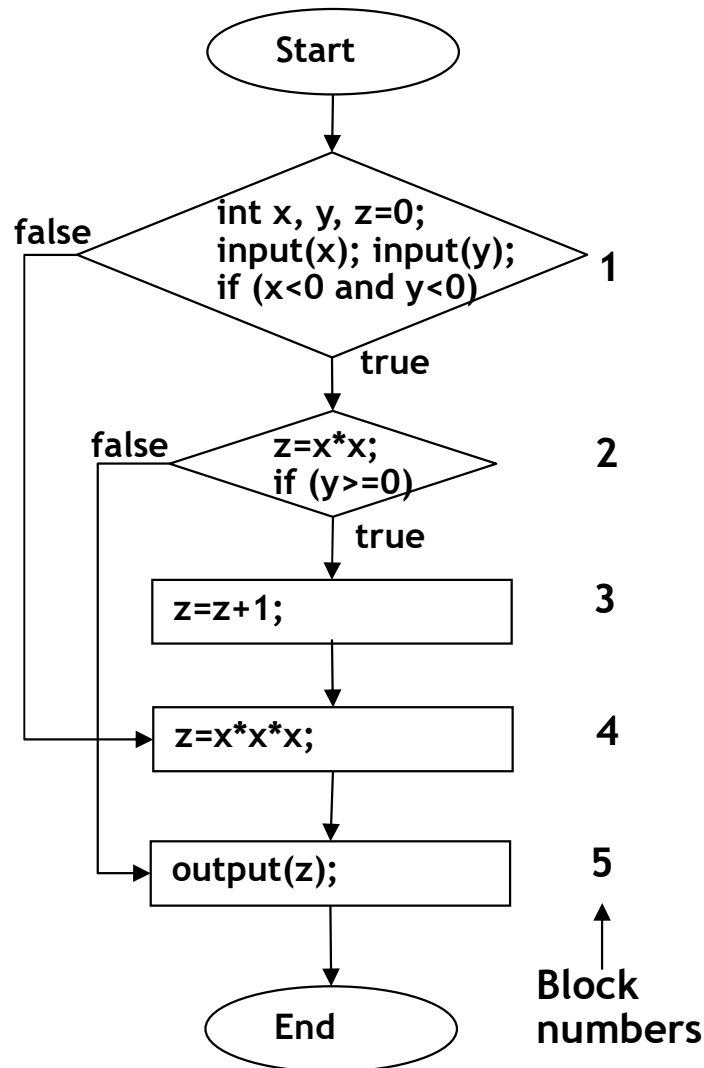 Start
int x, y, z=0;
input(x); input(y);
if (x<0 and y<0)
false
1
true
z=x*x;
if (y>=0)
false
2
true
z=z+1;
3
z=x*x*x;
4
output(z);
5
End
Block
numbers